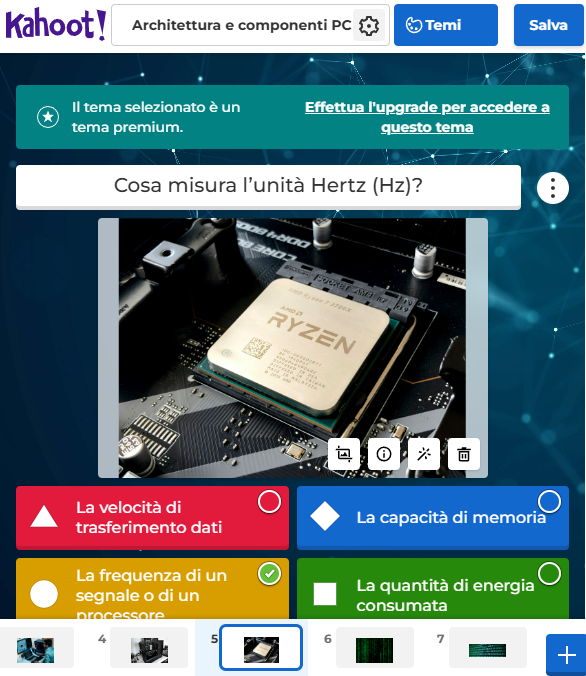 Kahoot!
Architettura e componenti PC
Temi
Salva
Il tema selezionato è un
tema premium.
Effettua l'upgrade per accedere a
questo tema
Cosa misura l’unità Hertz (Hz)?
AMD
RYZEN
La velocità di
trasferimento dati
La capacità di memoria
La frequenza di un
segnale o di un
processore
La quantità di energia
consumata
4
5
6
7